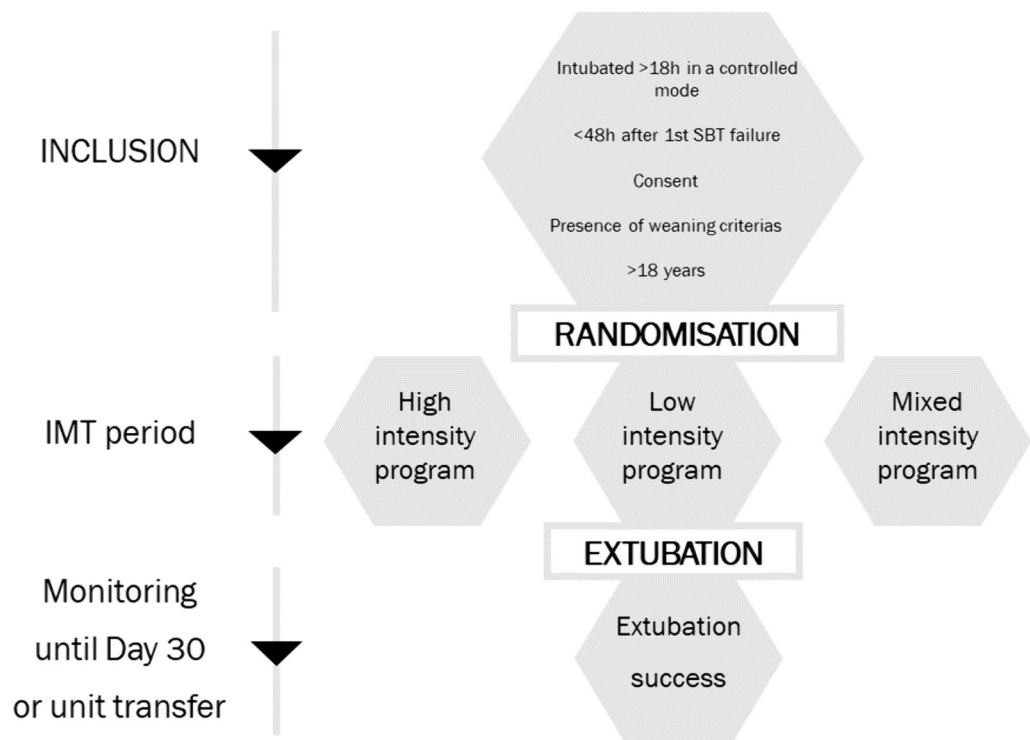 Intubated >18h in a controlled
mode
<48h after 1st SBT failure
INCLUSION
Consent
Presence of weaning criterias
>18 years
RANDOMISATION
High
intensity
program
Low
intensity
program
Mixed
intensity
program
IMT period
EXTUBATION
Monitoring
until Day 30
or unit transfer
Extubation
success